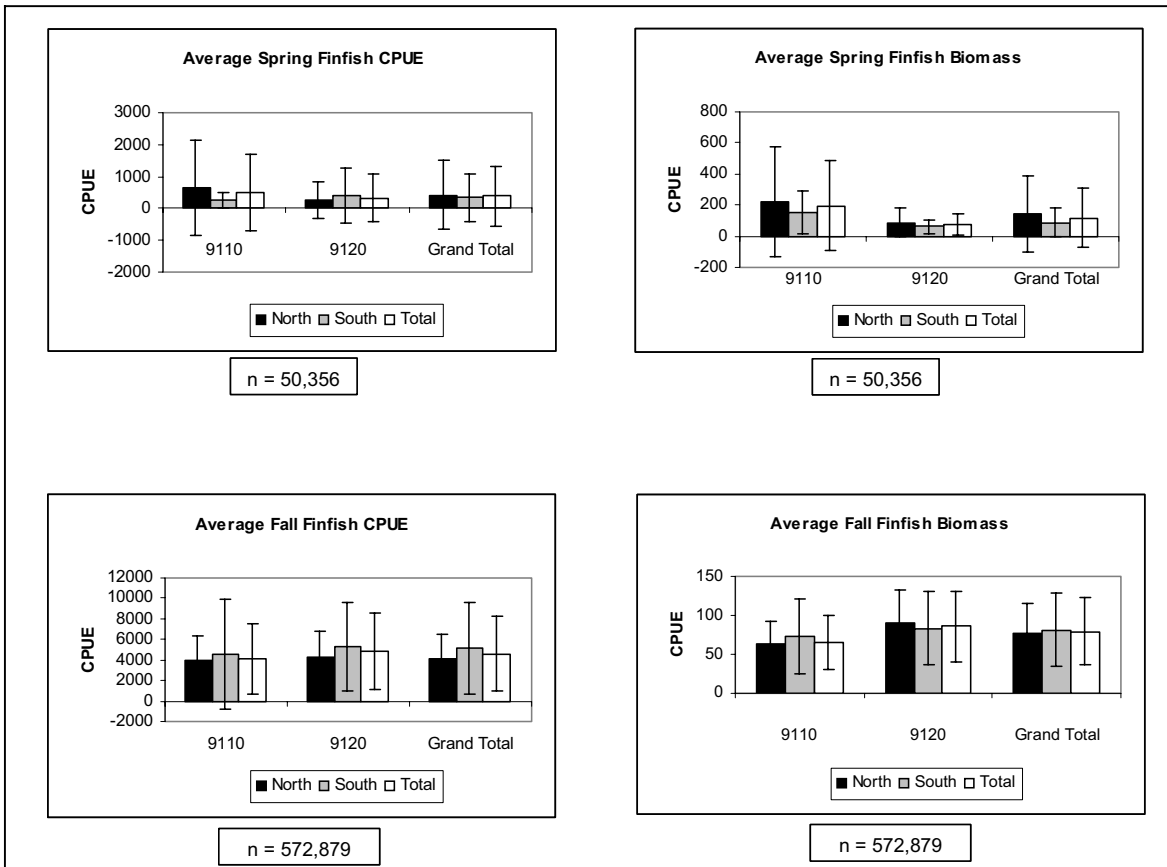 Average Spring Finfish CPUE
3000
2000
1000
0
-1000
-2000
CPUE
9110 9120 Grand Total
North South Total
n = 50,356
Average Spring Finfish Biomass
800
600
400
200
0
-200
CPUE
9110 9120 Grand Total
North South Total
n = 50,356
Average Fall Finfish CPUE
12000
10000
8000
6000
4000
2000
0
-2000
CPUE
9110 9120 Grand Total
North South Total
n = 572,879
Average Fall Finfish Biomass
150
100
50
0
CPUE
9110 9120 Grand Total
North South Total
n = 572,879